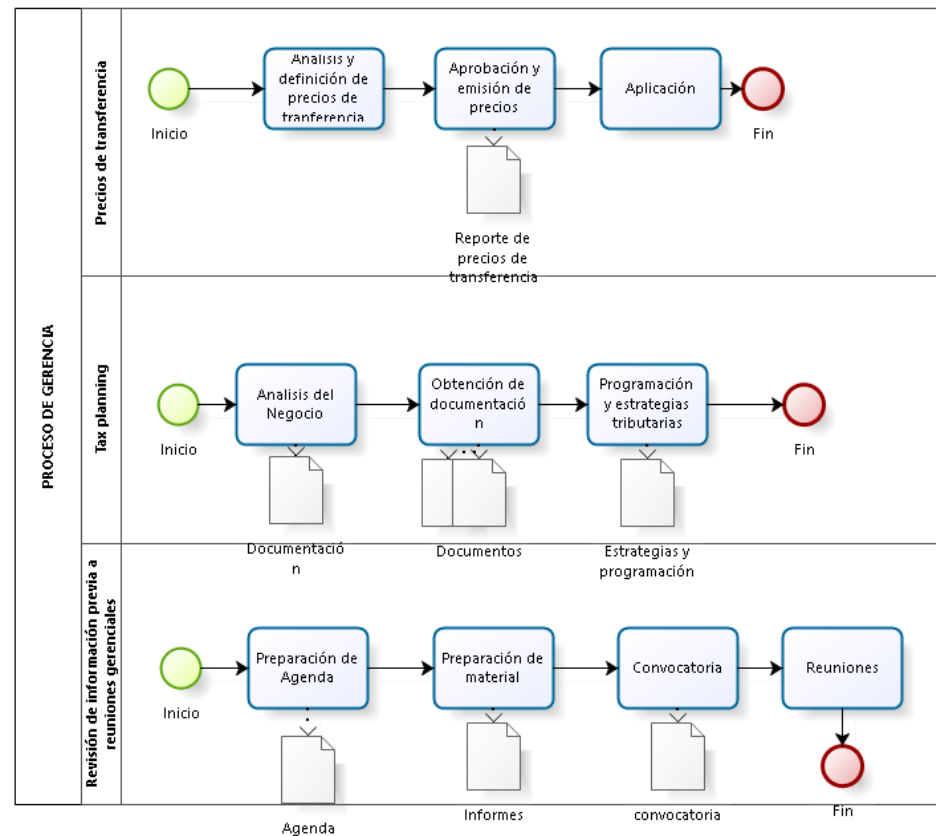 PROCESO DE GERENCIA
Precios de transferencia
Analisis y
definición de
precios de
tranferencia
Aprobación y
emisión de
precios
Aplicación
Inicio
Fin
Reporte de
precios de
transferencia
Tax planning
Analisis del
Negocio
Obtención de
documentació
n
Programación
y estrategias
tributarias
Inicio
Fin
Documentació
n
Documentos
Estrategias y
programación
Revisión de información previa a
reuniones gerenciales
Preparación de
Agenda
Preparación de
material
Convocatoria
Reuniones
Inicio
Agenda
Informes
convocatoria
Fin